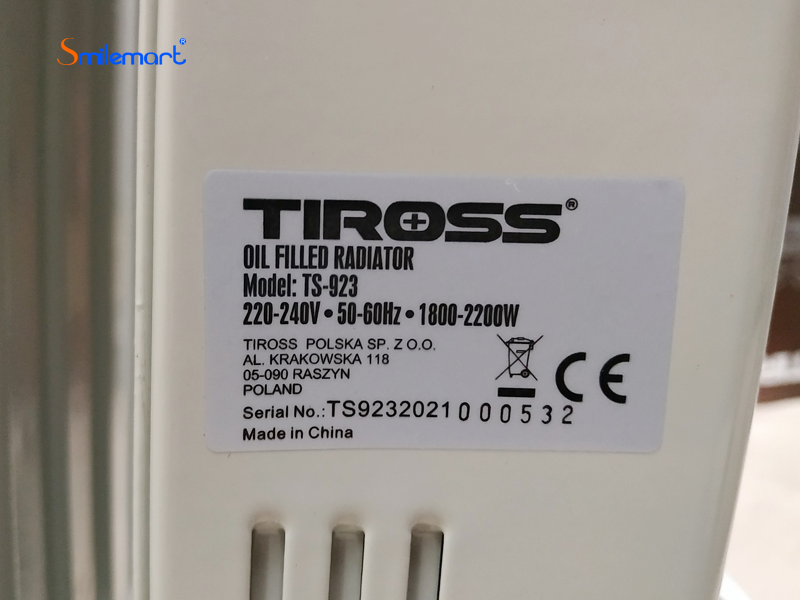 Smilemart®
TIROSS®
OIL FILLED RADIATOR
Model: TS-923
220-240V • 50-60Hz • 1800-2200W
TIROSS POLSKA SP. Z O.O.
AL. KRAKOWSKA 118
05-090 RASZYN
POLAND
CE
Serial No.: TS9232021000532
Made in China